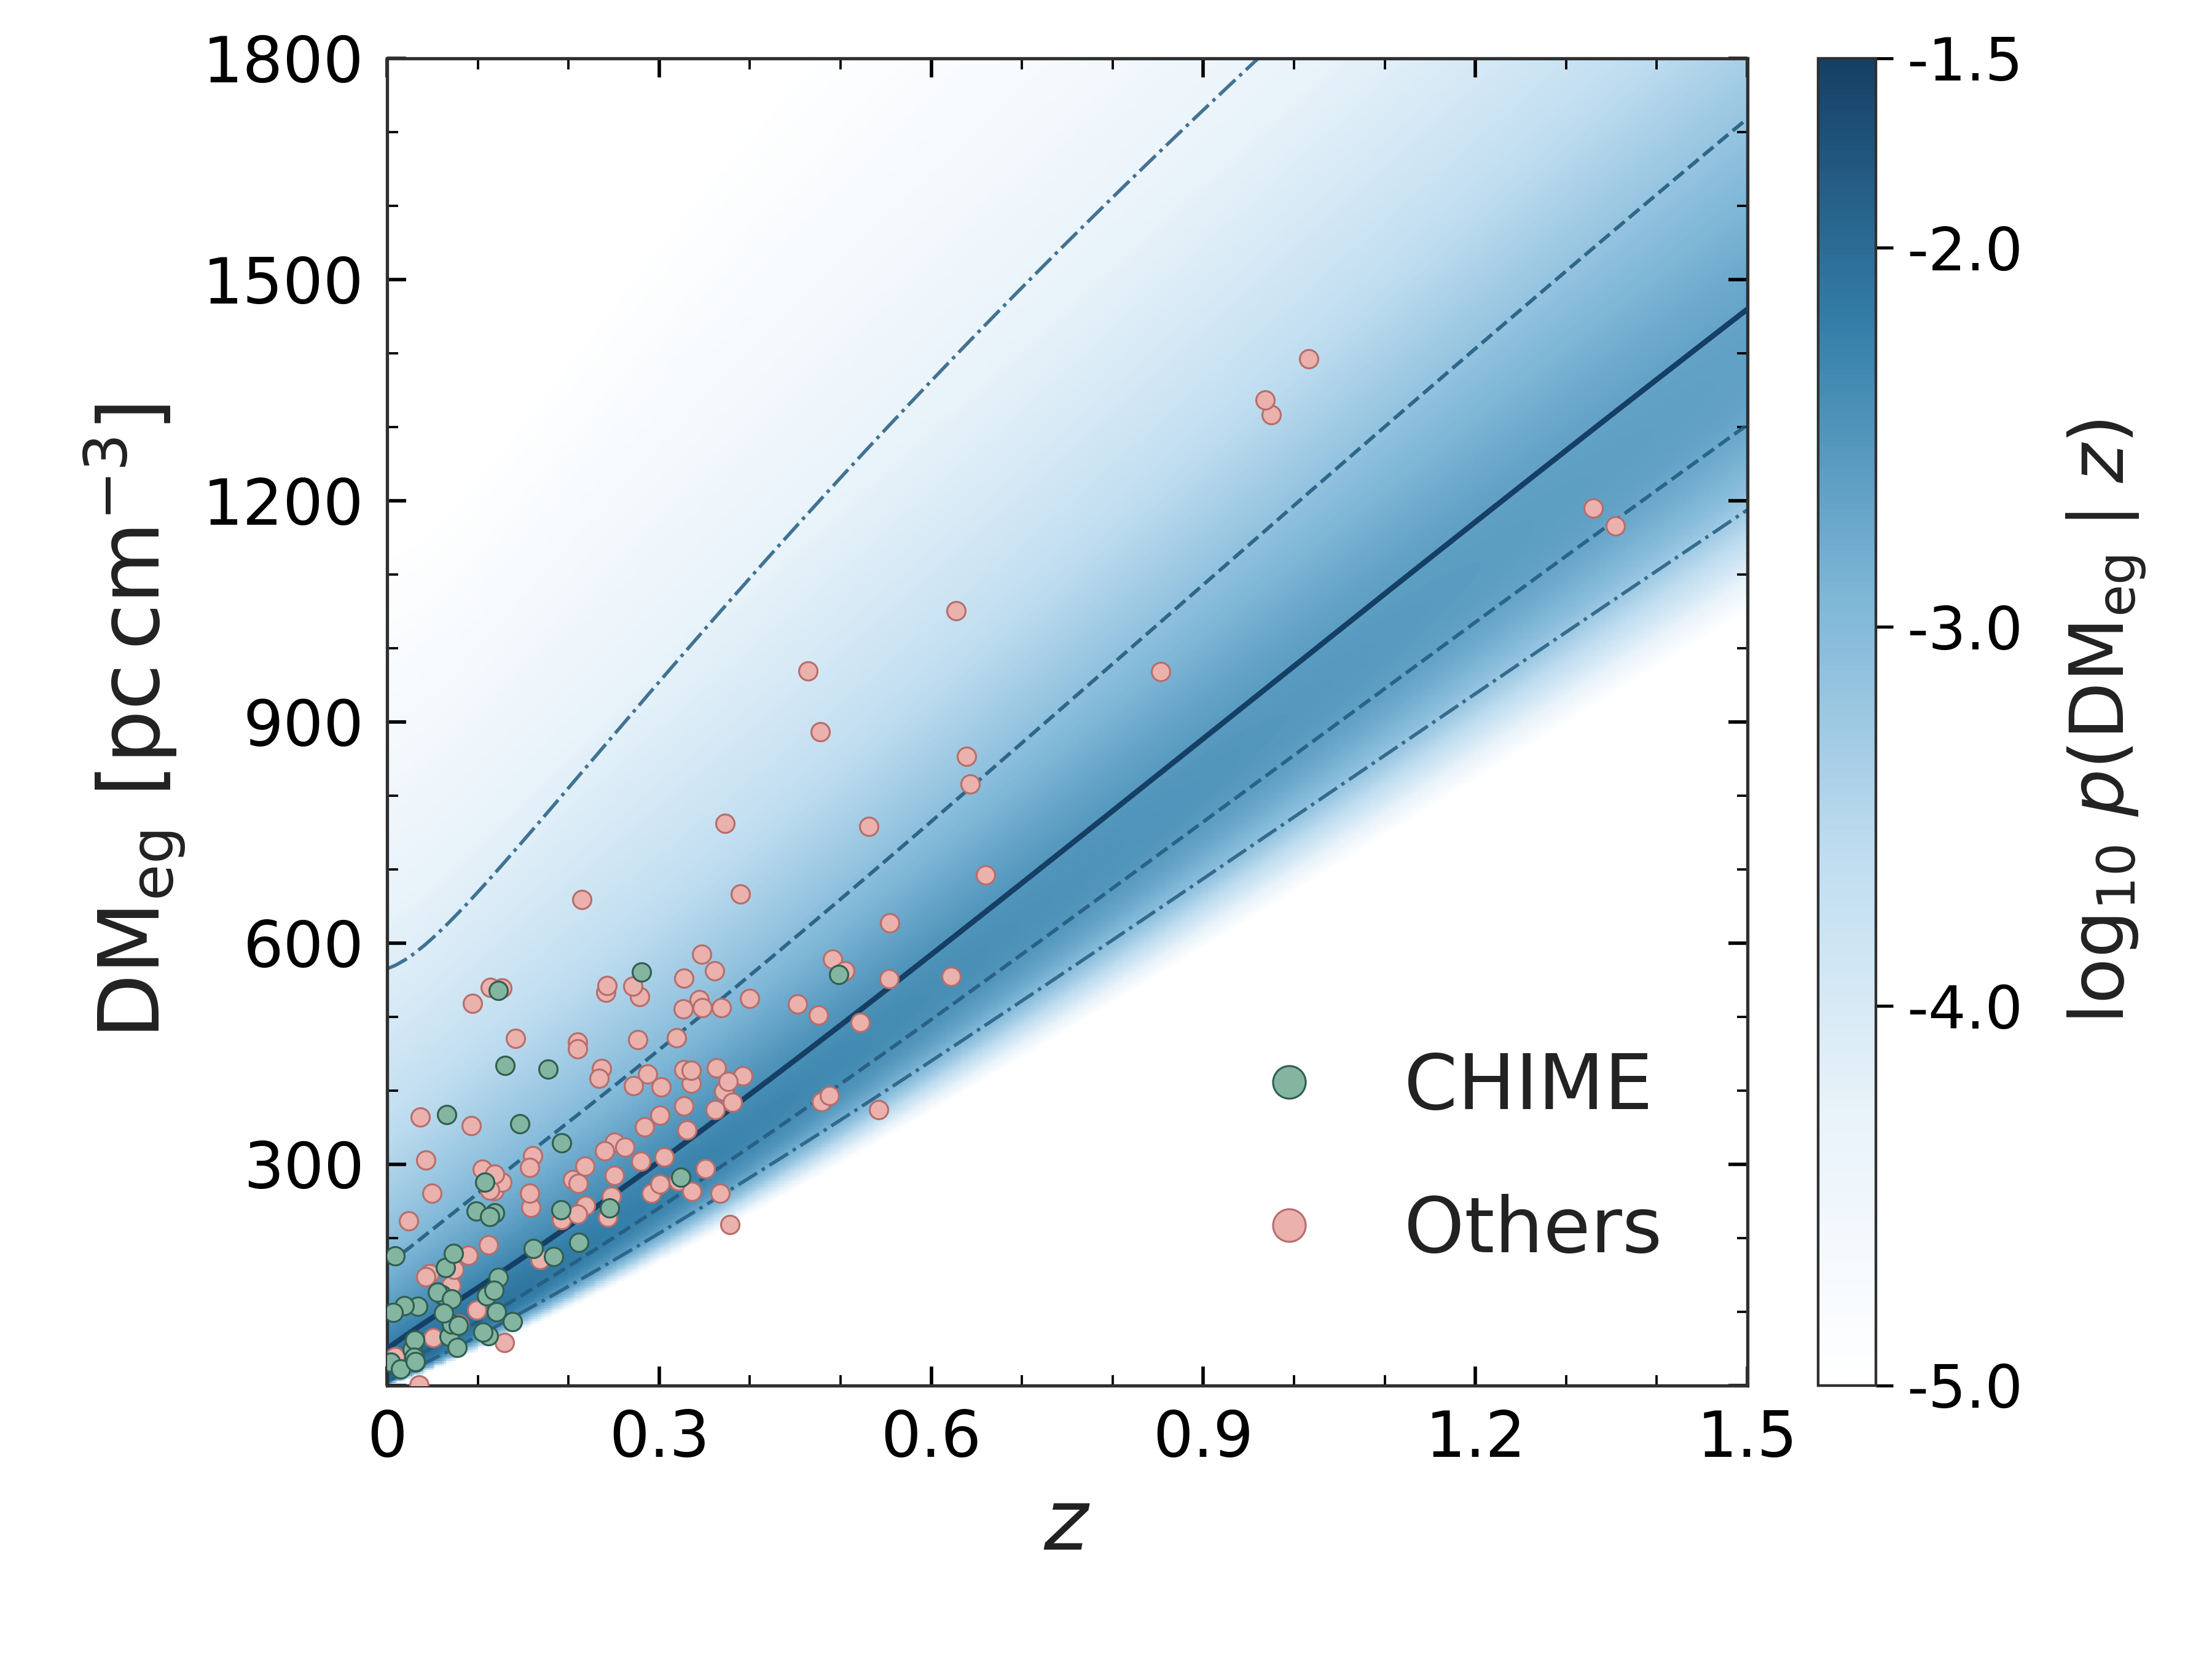 1800
1500
1200
900
600
300
DM_eg [pc cm⁻³]
0 0.3 0.6 0.9 1.2 1.5
z
CHIME
Others
-1.5
-2.0
-3.0
-4.0
-5.0
log₁₀ p(DM_eg | z)